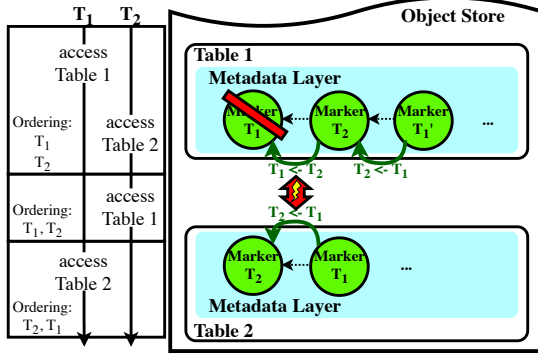 T₁ T₂
access
Table 1
Ordering:
T₁
T₂
access
Table 2
Ordering:
T₁, T₂
access
Table 1
access
Table 2
Ordering:
T₂, T₁
Object Store
Table 1
Metadata Layer
Marker
T₁
Marker
T₂
Marker
T₁'
...
T₁ <- T₂
T₂ <- T₁
T₂ <- T₁
Marker
T₂
Marker
T₁
...
Metadata Layer
Table 2